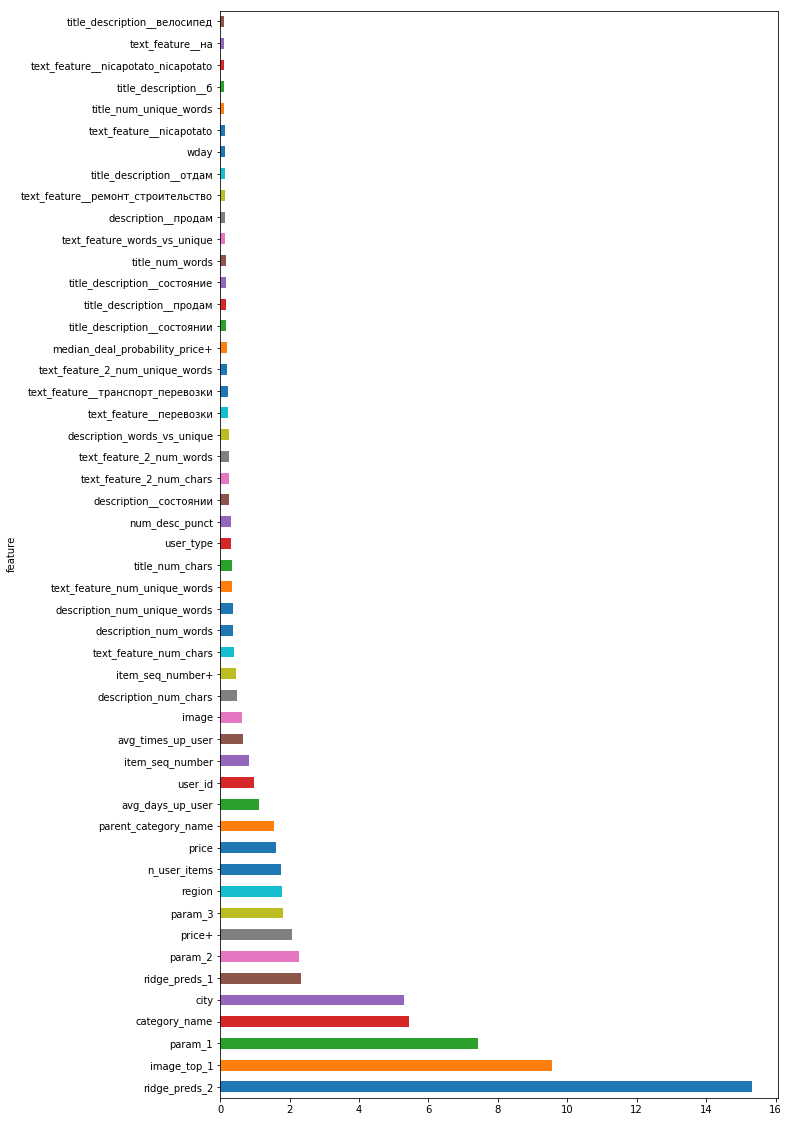 title_description__велосипед
text_feature__на
text_feature__nicapotato_nicapotato
title_description__б
title_num_unique_words
text_feature__nicapotato
wday
title_description__отдам
text_feature__ремонт_строительство
description__продам
text_feature_words_vs_unique
title_num_words
title_description__состояние
title_description__продам
title_description__состоянии
median_deal_probability_price+
text_feature_2_num_unique_words
text_feature__транспорт_перевозки
text_feature__перевозки
description_words_vs_unique
text_feature_2_num_words
text_feature_2_num_chars
description__состоянии
num_desc_punct
user_type
title_num_chars
text_feature_num_unique_words
description_num_unique_words
description_num_words
text_feature_num_chars
item_seq_number+
description_num_chars
image
avg_times_up_user
item_seq_number
user_id
avg_days_up_user
parent_category_name
price
n_user_items
region
param_3
price+
param_2
ridge_preds_1
city
category_name
param_1
image_top_1
ridge_preds_2
feature
0 2 4 6 8 10 12 14 16